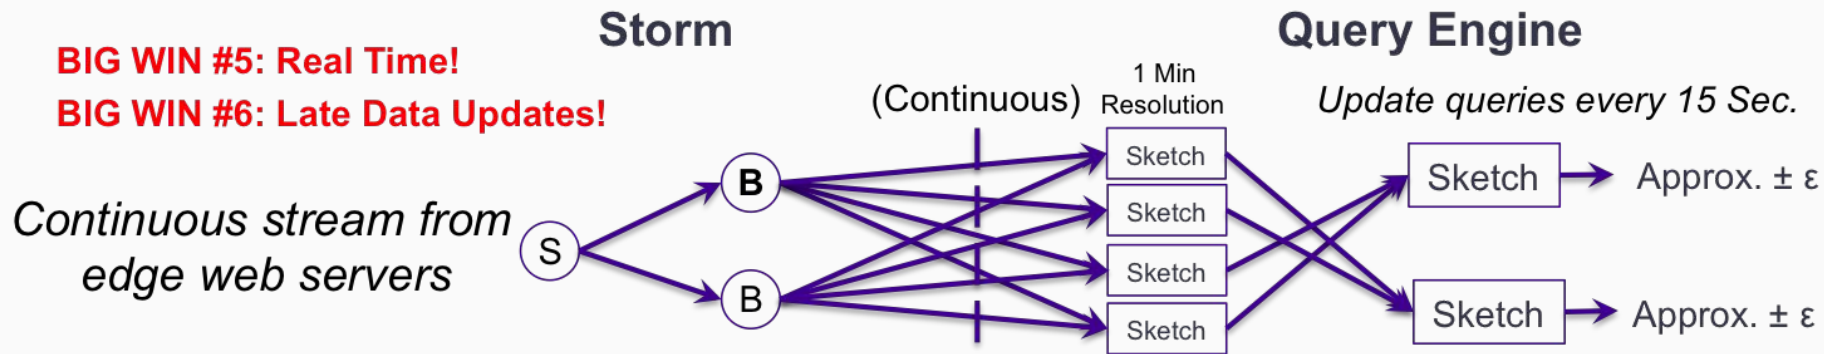 Storm
Query Engine
BIG WIN #5: Real Time!
BIG WIN #6: Late Data Updates!
(Continuous)
1 Min
Resolution
Update queries every 15 Sec.
Continuous stream from
edge web servers
S
B
B
Sketch
Sketch
Sketch
Sketch
Sketch
Approx. ± ε
Sketch
Approx. ± ε